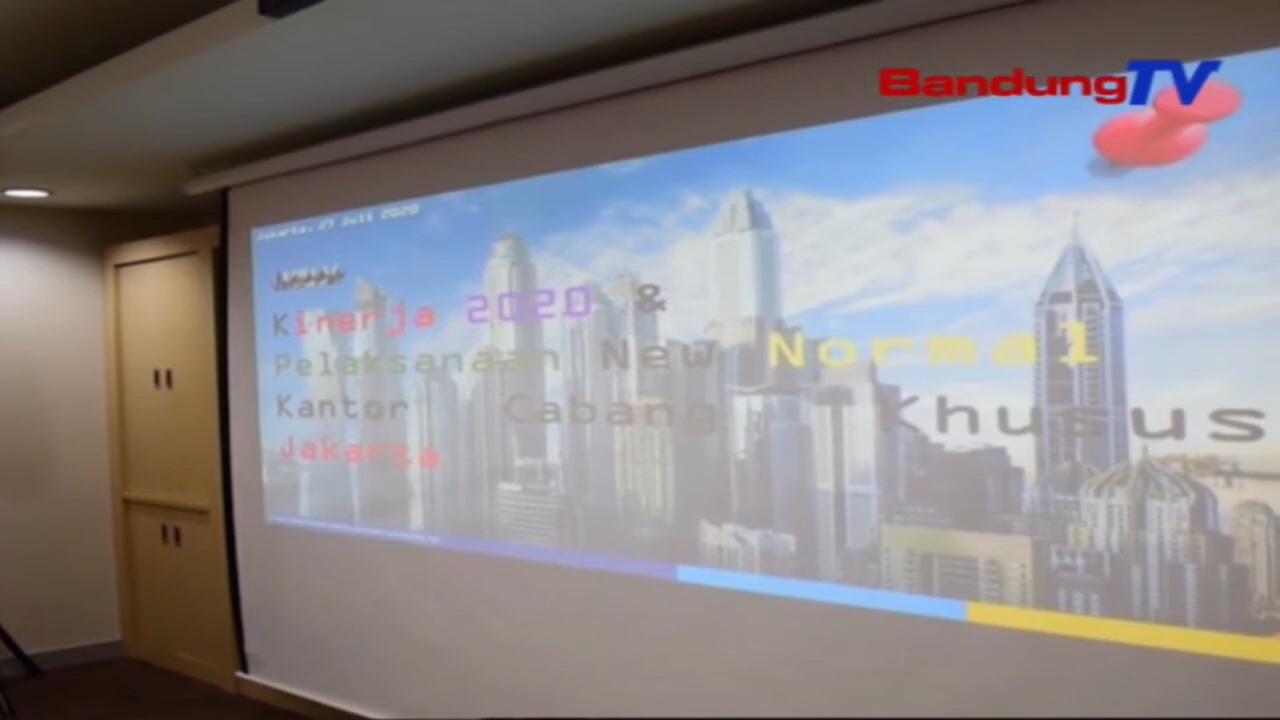 BandungTV
Jakarta, 27 Juli 2020
Kinerja 2020 &
Pelaksanaan New Normal
Kantor Cabang Khusus
Jakarta